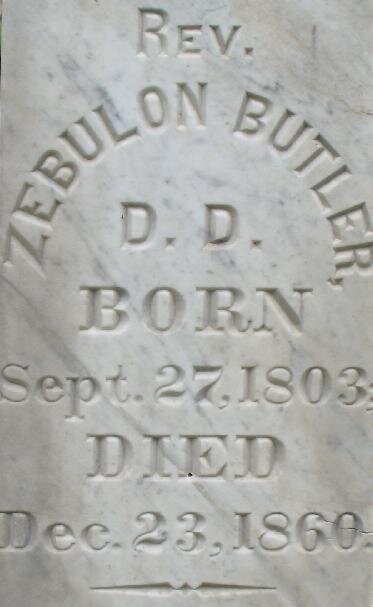 REV.
ZEBULON BUTLER,
D. D.
BORN
Sept. 27, 1803;
DIED
Dec. 23, 1860.